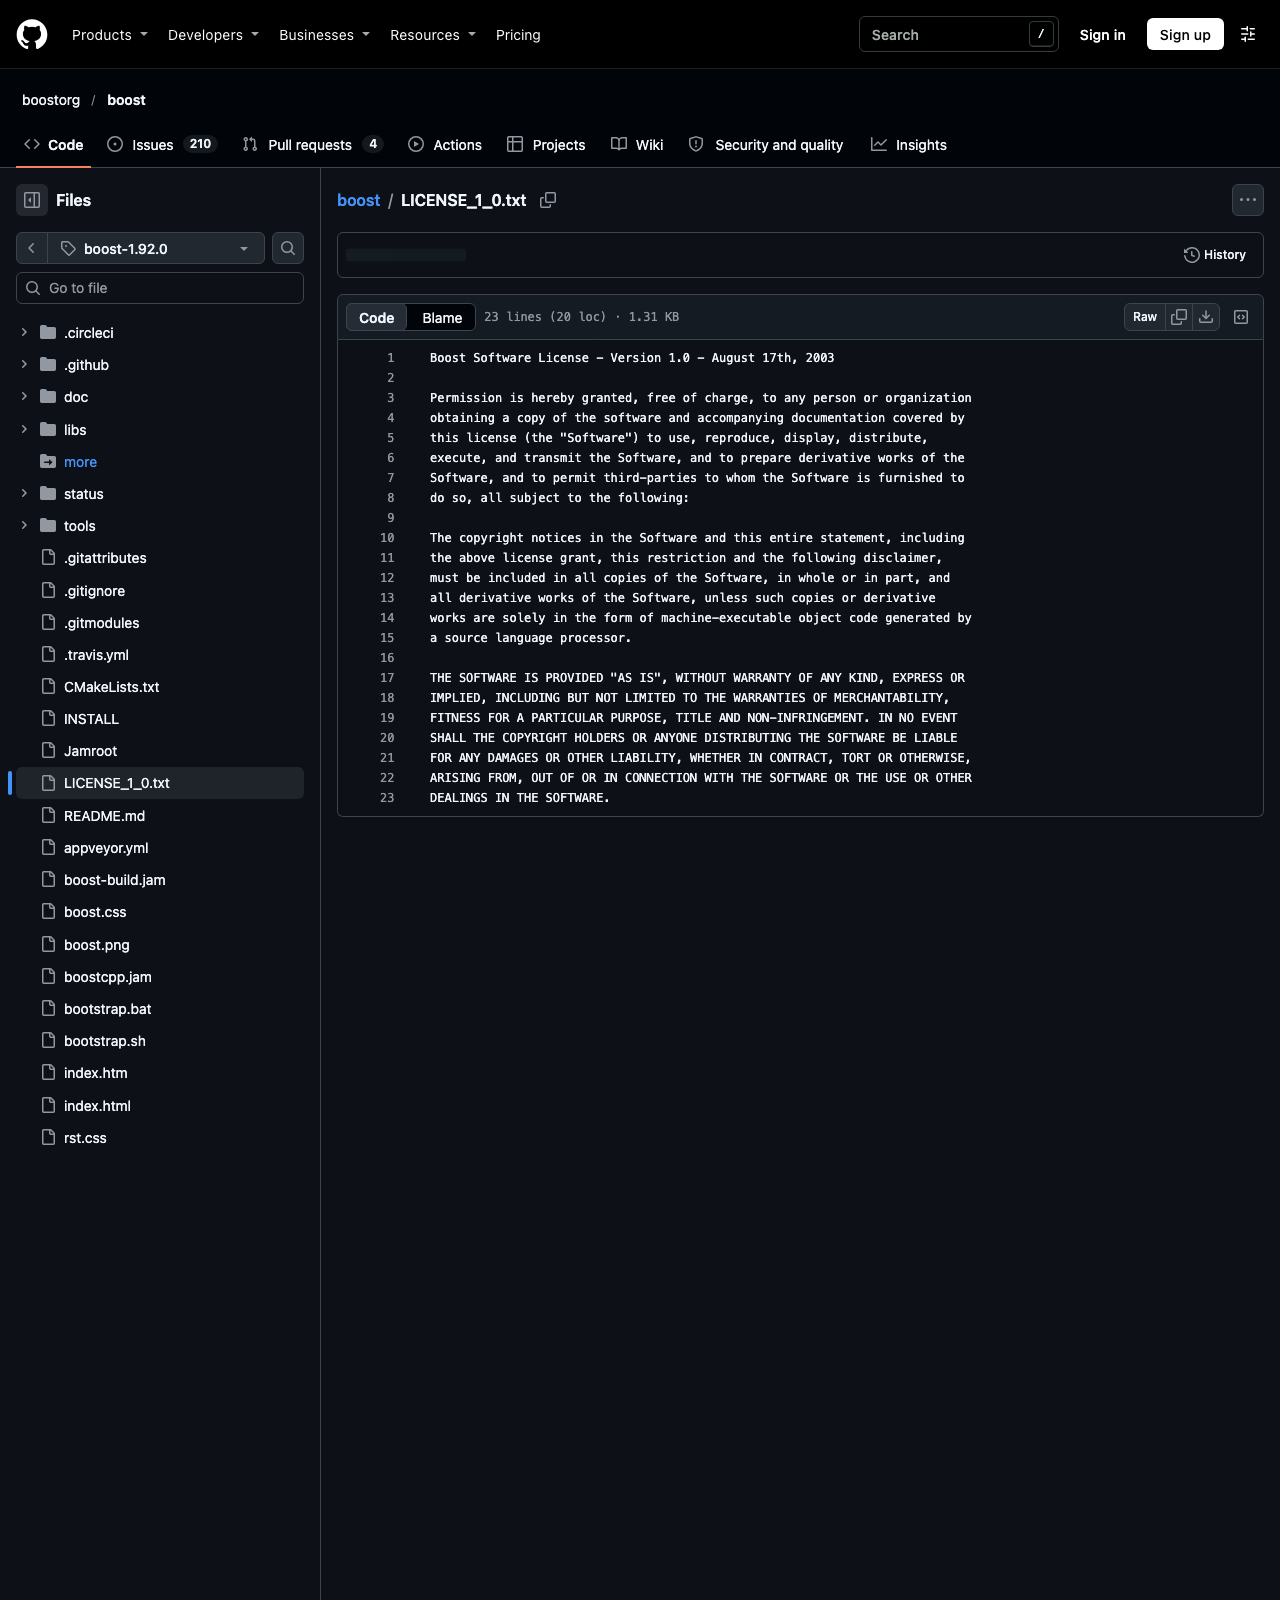 Products Developers Businesses Resources Pricing Search / Sign in Sign up
boostorg / boost
Code Issues 210 Pull requests 4 Actions Projects Wiki Security and quality Insights
Files
boost-1.92.0
Go to file
.circleci
.github
doc
libs
more
status
tools
.gitattributes
.gitignore
.gitmodules
.travis.yml
CMakeLists.txt
INSTALL
Jamroot
LICENSE_1_0.txt
README.md
appveyor.yml
boost-build.jam
boost.css
boost.png
boostcpp.jam
bootstrap.bat
bootstrap.sh
index.htm
index.html
rst.css
boost / LICENSE_1_0.txt
History
Code Blame 23 lines (20 loc) · 1.31 KB Raw
1 Boost Software License - Version 1.0 - August 17th, 2003
2
3 Permission is hereby granted, free of charge, to any person or organization
4 obtaining a copy of the software and accompanying documentation covered by
5 this license (the "Software") to use, reproduce, display, distribute,
6 execute, and transmit the Software, and to prepare derivative works of the
7 Software, and to permit third-parties to whom the Software is furnished to
8 do so, all subject to the following:
9
10 The copyright notices in the Software and this entire statement, including
11 the above license grant, this restriction and the following disclaimer,
12 must be included in all copies of the Software, in whole or in part, and
13 all derivative works of the Software, unless such copies or derivative
14 works are solely in the form of machine-executable object code generated by
15 a source language processor.
16
17 THE SOFTWARE IS PROVIDED "AS IS", WITHOUT WARRANTY OF ANY KIND, EXPRESS OR
18 IMPLIED, INCLUDING BUT NOT LIMITED TO THE WARRANTIES OF MERCHANTABILITY,
19 FITNESS FOR A PARTICULAR PURPOSE, TITLE AND NON-INFRINGEMENT. IN NO EVENT
20 SHALL THE COPYRIGHT HOLDERS OR ANYONE DISTRIBUTING THE SOFTWARE BE LIABLE
21 FOR ANY DAMAGES OR OTHER LIABILITY, WHETHER IN CONTRACT, TORT OR OTHERWISE,
22 ARISING FROM, OUT OF OR IN CONNECTION WITH THE SOFTWARE OR THE USE OR OTHER
23 DEALINGS IN THE SOFTWARE.